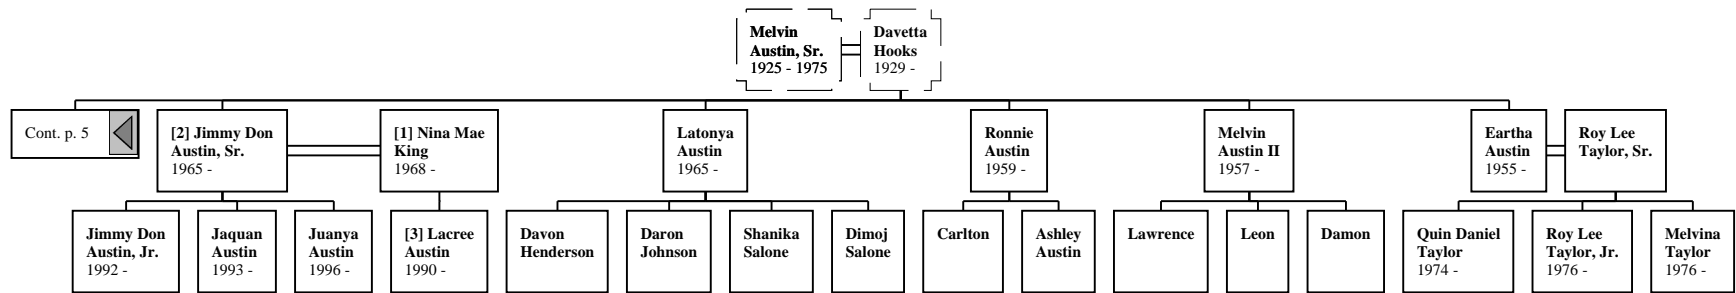 Melvin
Austin, Sr.
1925 - 1975
Davetta
Hooks
1929 -
Cont. p. 5
[2] Jimmy Don
Austin, Sr.
1965 -
[1] Nina Mae
King
1968 -
Latonya
Austin
1965 -
Ronnie
Austin
1959 -
Melvin
Austin II
1957 -
Eartha
Austin
1955 -
Roy Lee
Taylor, Sr.
Jimmy Don
Austin, Jr.
1992 -
Jaquan
Austin
1993 -
Juanya
Austin
1996 -
[3] Lacree
Austin
1990 -
Davon
Henderson
Daron
Johnson
Shanika
Salone
Dimoj
Salone
Carlton
Ashley
Austin
Lawrence
Leon
Damon
Quin Daniel
Taylor
1974 -
Roy Lee
Taylor, Jr.
1976 -
Melvina
Taylor
1976 -